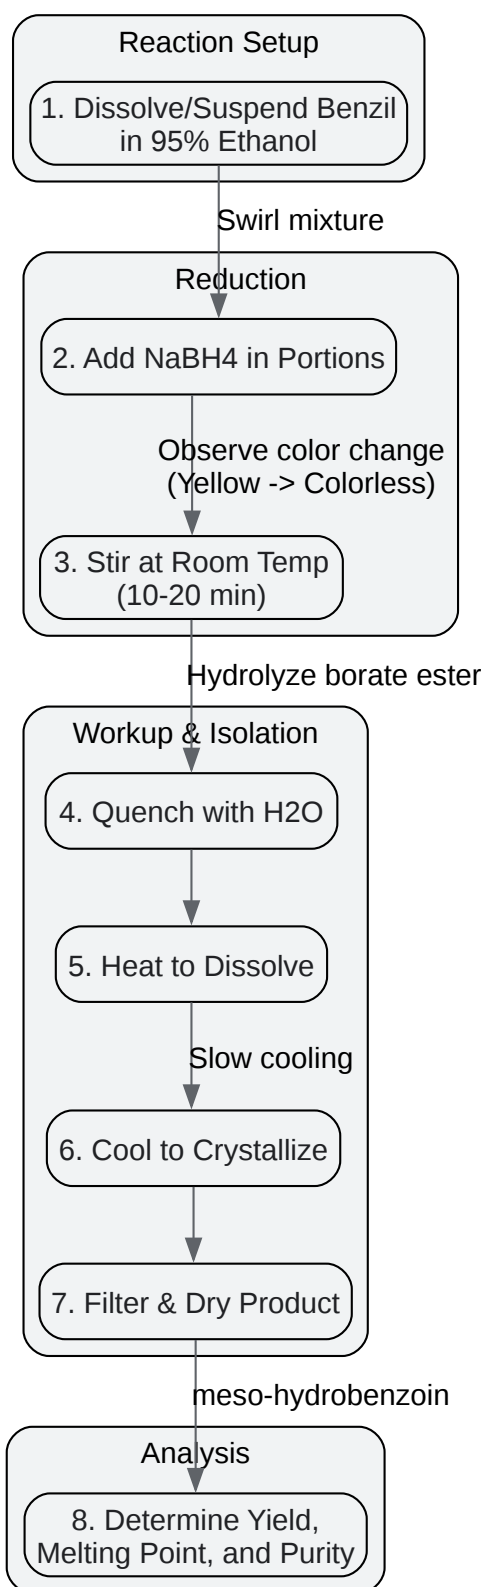 Reaction Setup
1. Dissolve/Suspend Benzil
in 95% Ethanol
Swirl mixture
Reduction
2. Add NaBH4 in Portions
Observe color change
(Yellow -> Colorless)
3. Stir at Room Temp
(10-20 min)
Hydrolyze borate ester
Workup & Isolation
4. Quench with H2O
5. Heat to Dissolve
Slow cooling
6. Cool to Crystallize
7. Filter & Dry Product
meso-hydrobenzoin
Analysis
8. Determine Yield,
Melting Point, and Purity